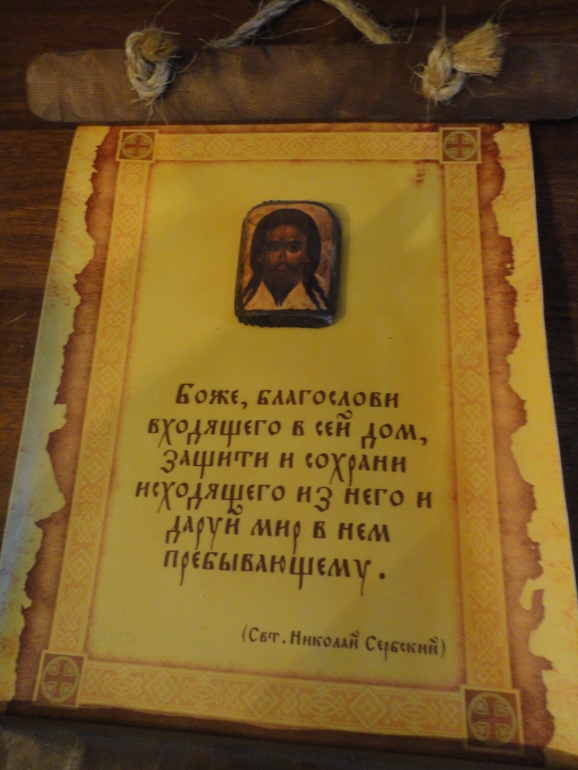 Боже, благослови
входящего в сей дом,
защити и сохрани
исходящего из него и
даруй мир в нем
пребывающему.
(Свт. Николай Сербский)